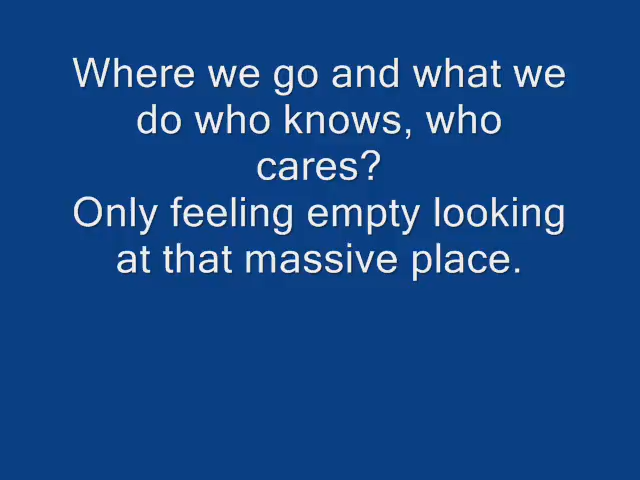 Where we go and what we
do who knows, who
cares?
Only feeling empty looking
at that massive place.